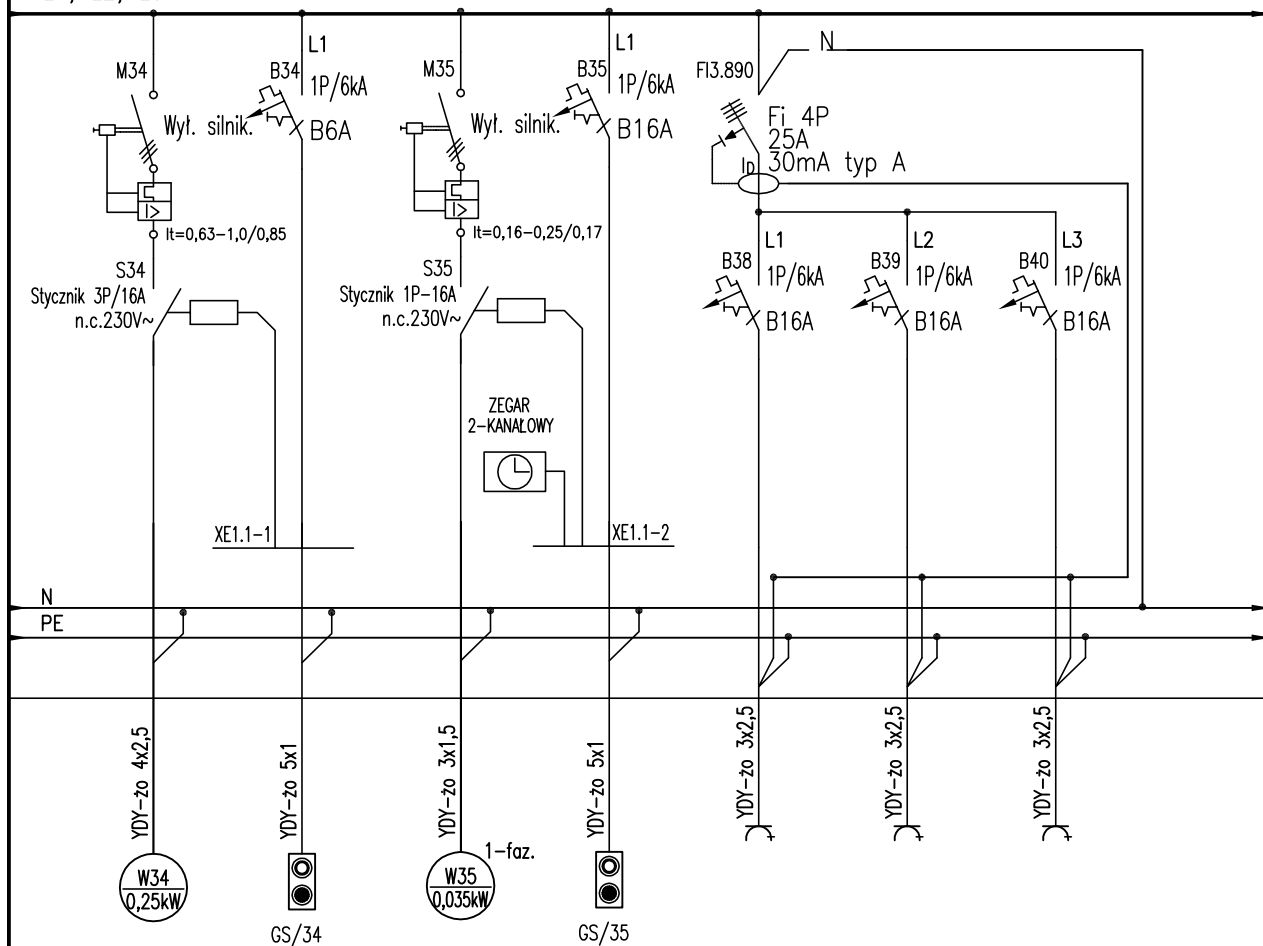 L1
L1
N
M34
B34
1P/6kA
M35
B35
1P/6kA
FI3.890
Wył. silnik.
B6A
Wył. silnik.
B16A
Fi 4P
25A
30mA typ A
ID
I>
I>
It=0,63-1,0/0,85
It=0,16-0,25/0,17
L1
L2
L3
B38
1P/6kA
B39
1P/6kA
B40
1P/6kA
S34
Stycznik 3P/16A
n.c.230V~
S35
Stycznik 1P-16A
n.c.230V~
B16A
B16A
B16A
ZEGAR
2-KANAŁOWY
XE1.1-1
XE1.1-2
N
PE
YDY-żo 4x2,5
YDY-żo 5x1
YDY-żo 3x1,5
YDY-żo 5x1
YDY-żo 3x2,5
YDY-żo 3x2,5
YDY-żo 3x2,5
1-faz.
W34
0,25kW
W35
0,035kW
GS/34
GS/35